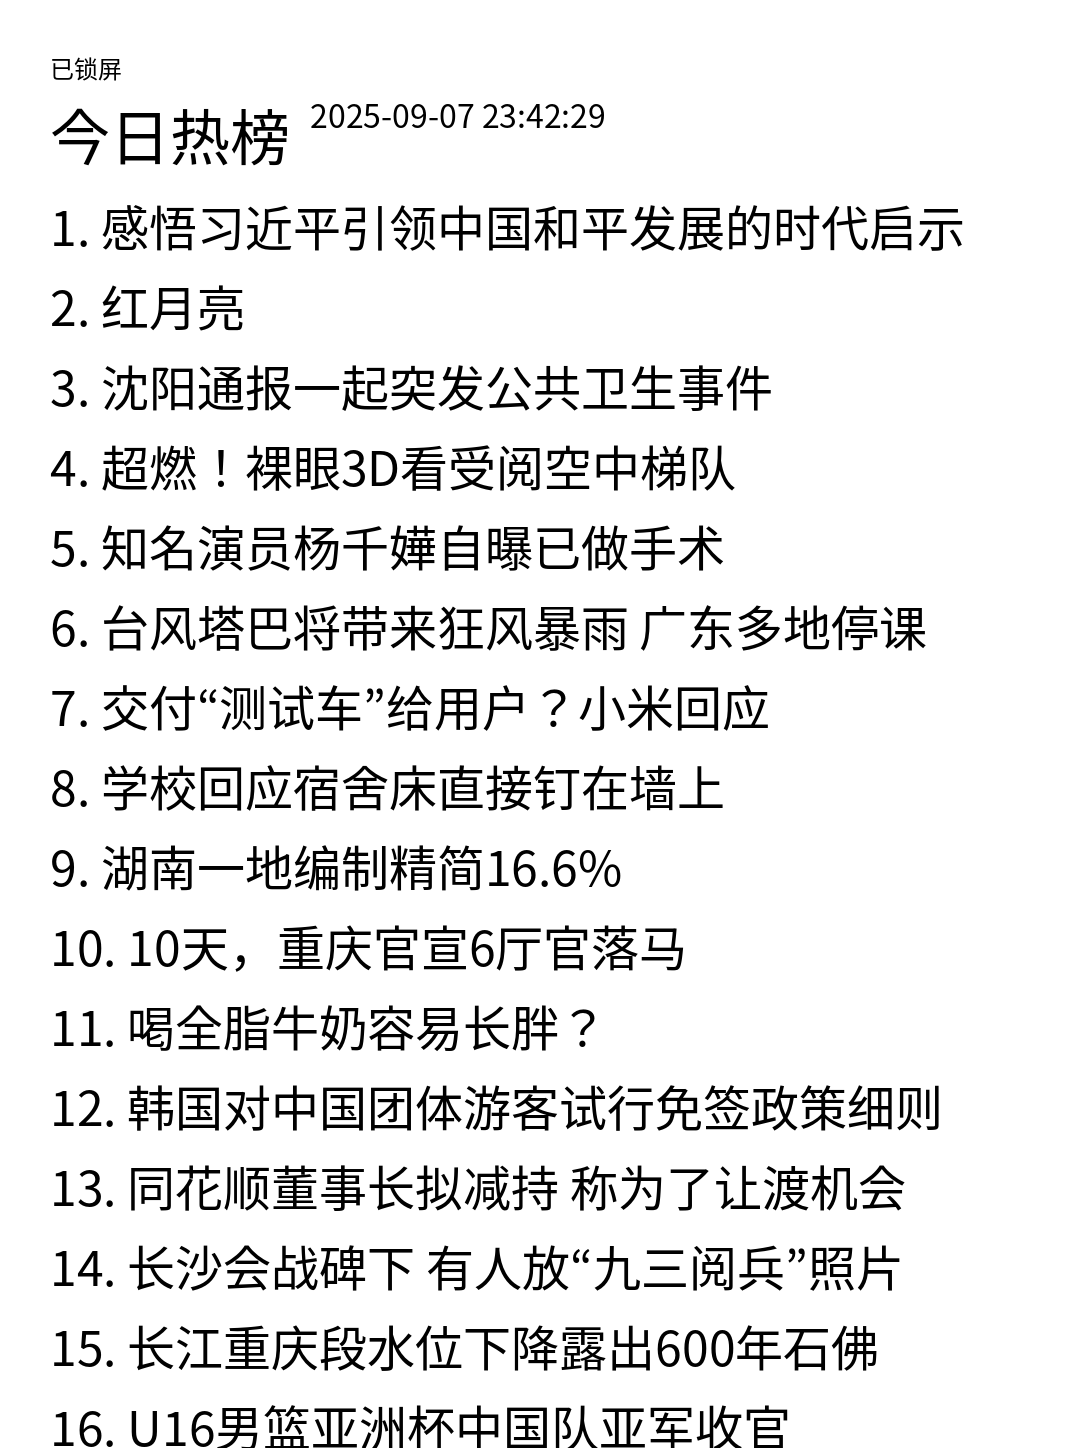 已锁屏
今日热榜 2025-09-07 23:42:29
1. 感悟习近平引领中国和平发展的时代启示
2. 红月亮
3. 沈阳通报一起突发公共卫生事件
4. 超燃！裸眼3D看受阅空中梯队
5. 知名演员杨千嬅自曝已做手术
6. 台风塔巴将带来狂风暴雨 广东多地停课
7. 交付“测试车”给用户？小米回应
8. 学校回应宿舍床直接钉在墙上
9. 湖南一地编制精简16.6%
10. 10天，重庆官宣6厅官落马
11. 喝全脂牛奶容易长胖？
12. 韩国对中国团体游客试行免签政策细则
13. 同花顺董事长拟减持 称为了让渡机会
14. 长沙会战碑下 有人放“九三阅兵”照片
15. 长江重庆段水位下降露出600年石佛
16. U16男篮亚洲杯中国队亚军收官